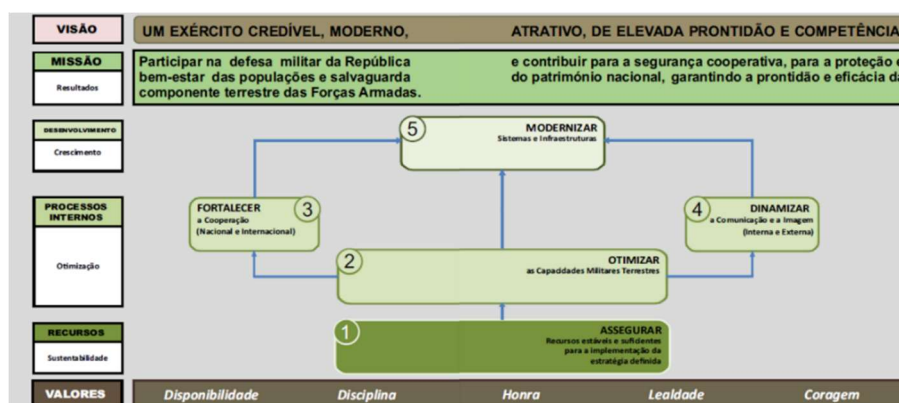 VISÃO
UM EXÉRCITO CREDÍVEL, MODERNO, ATRATIVO, DE ELEVADA PRONTIDÃO E COMPETÊNCIA
MISSÃO
Resultados
Participar na defesa militar da República e contribuir para a segurança cooperativa, para a proteção e
bem-estar das populações e salvaguarda do património nacional, garantindo a prontidão e eficácia da
componente terrestre das Forças Armadas.
DESENVOLVIMENTO
Crescimento
5
MODERNIZAR
Sistemas e Infraestruturas
PROCESSOS
INTERNOS
Otimização
FORTALECER
3
a Cooperação
(Nacional e Internacional)
4
DINAMIZAR
a Comunicação e a Imagem
(Interna e Externa)
2
OTIMIZAR
as Capacidades Militares Terrestres
RECURSOS
Sustentabilidade
1
ASSEGURAR
Recursos estáveis e suficientes
para a implementação da
estratégia definida
VALORES
Disponibilidade Disciplina Honra Lealdade Coragem